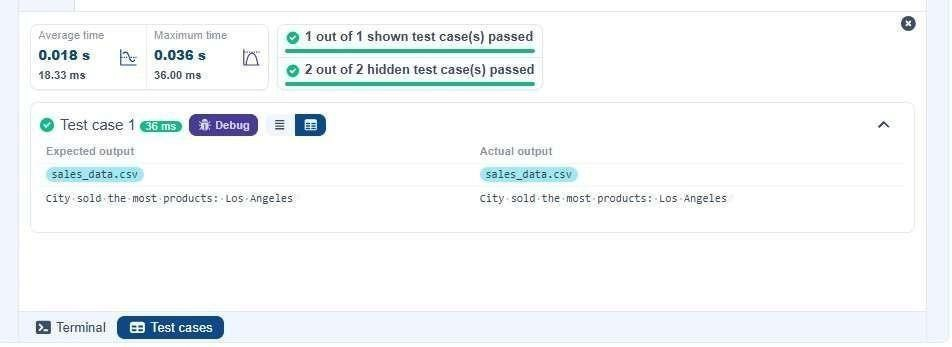 Average time
0.018 s
18.33 ms
Maximum time
0.036 s
36.00 ms
1 out of 1 shown test case(s) passed
2 out of 2 hidden test case(s) passed
Test case 1 36 ms Debug
Expected output
Actual output
sales_data.csv
sales_data.csv
City·sold·the·most·products:·Los·Angeles
City·sold·the·most·products:·Los·Angeles
Terminal Test cases